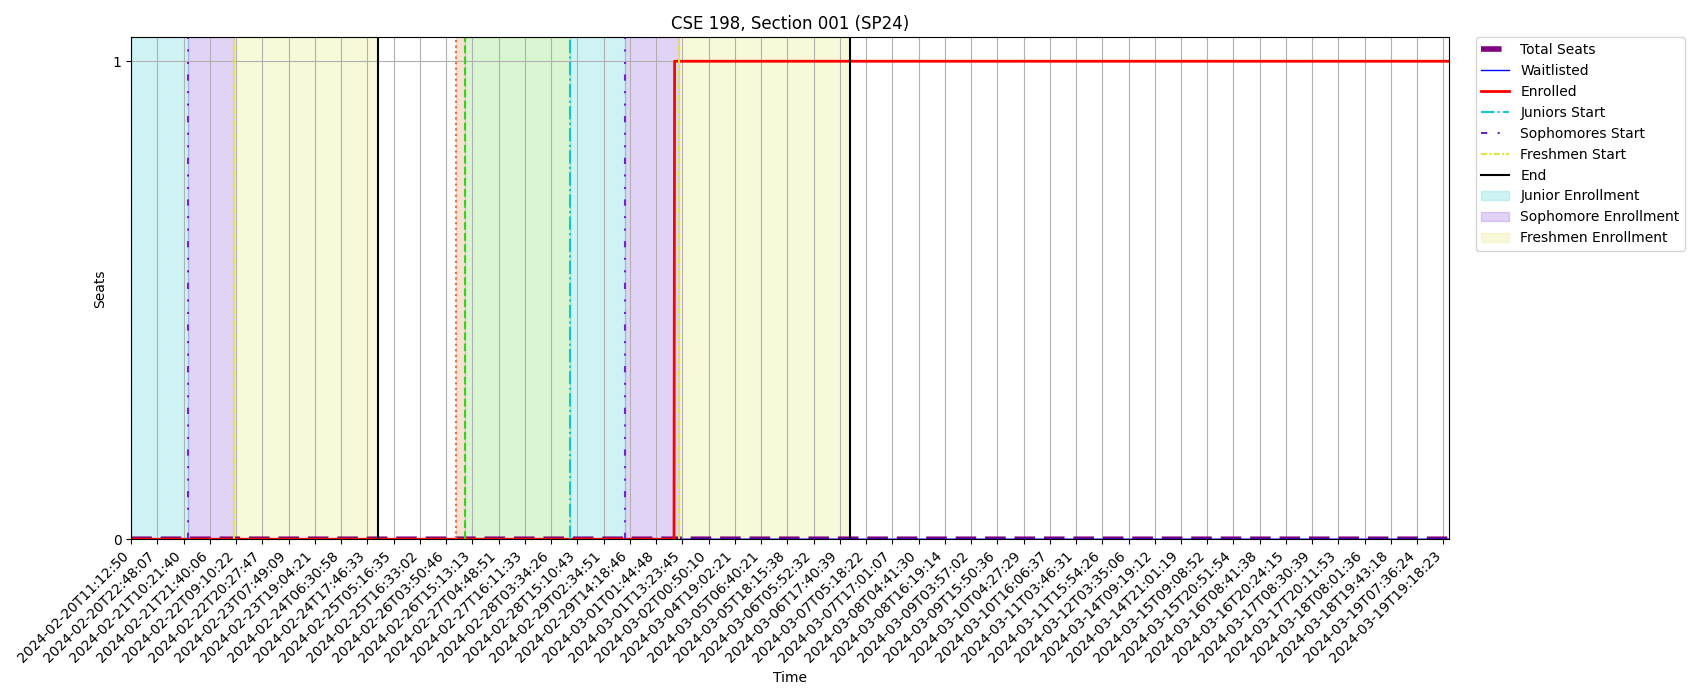 CSE 198, Section 001 (SP24)
Total Seats
Waitlisted
Enrolled
Juniors Start
Sophomores Start
Freshmen Start
End
Junior Enrollment
Sophomore Enrollment
Freshmen Enrollment
Seats
1
0
2024-02-20T11:12:50
2024-02-20T22:48:07
2024-02-21T10:21:40
2024-02-21T21:40:06
2024-02-22T09:10:22
2024-02-22T20:27:47
2024-02-23T07:49:09
2024-02-23T19:04:21
2024-02-24T06:30:58
2024-02-24T17:46:33
2024-02-25T05:16:35
2024-02-25T16:33:02
2024-02-26T03:50:46
2024-02-26T15:13:13
2024-02-27T04:48:51
2024-02-27T16:11:33
2024-02-28T03:34:26
2024-02-28T15:10:43
2024-02-29T02:34:51
2024-02-29T14:18:46
2024-03-01T01:44:48
2024-03-01T13:23:45
2024-03-02T00:50:10
2024-03-04T19:02:21
2024-03-05T06:40:21
2024-03-05T18:15:38
2024-03-06T05:52:32
2024-03-06T17:40:39
2024-03-07T05:18:22
2024-03-07T17:01:07
2024-03-08T04:41:30
2024-03-08T16:19:14
2024-03-09T03:57:02
2024-03-09T15:50:36
2024-03-10T04:27:29
2024-03-10T16:06:37
2024-03-11T03:46:31
2024-03-11T15:54:26
2024-03-12T03:35:06
2024-03-14T09:19:12
2024-03-14T21:01:19
2024-03-15T09:08:52
2024-03-15T20:51:54
2024-03-16T08:41:38
2024-03-16T20:24:15
2024-03-17T08:30:39
2024-03-17T20:11:53
2024-03-18T08:01:36
2024-03-18T19:43:18
2024-03-19T07:36:24
2024-03-19T19:18:23
Time